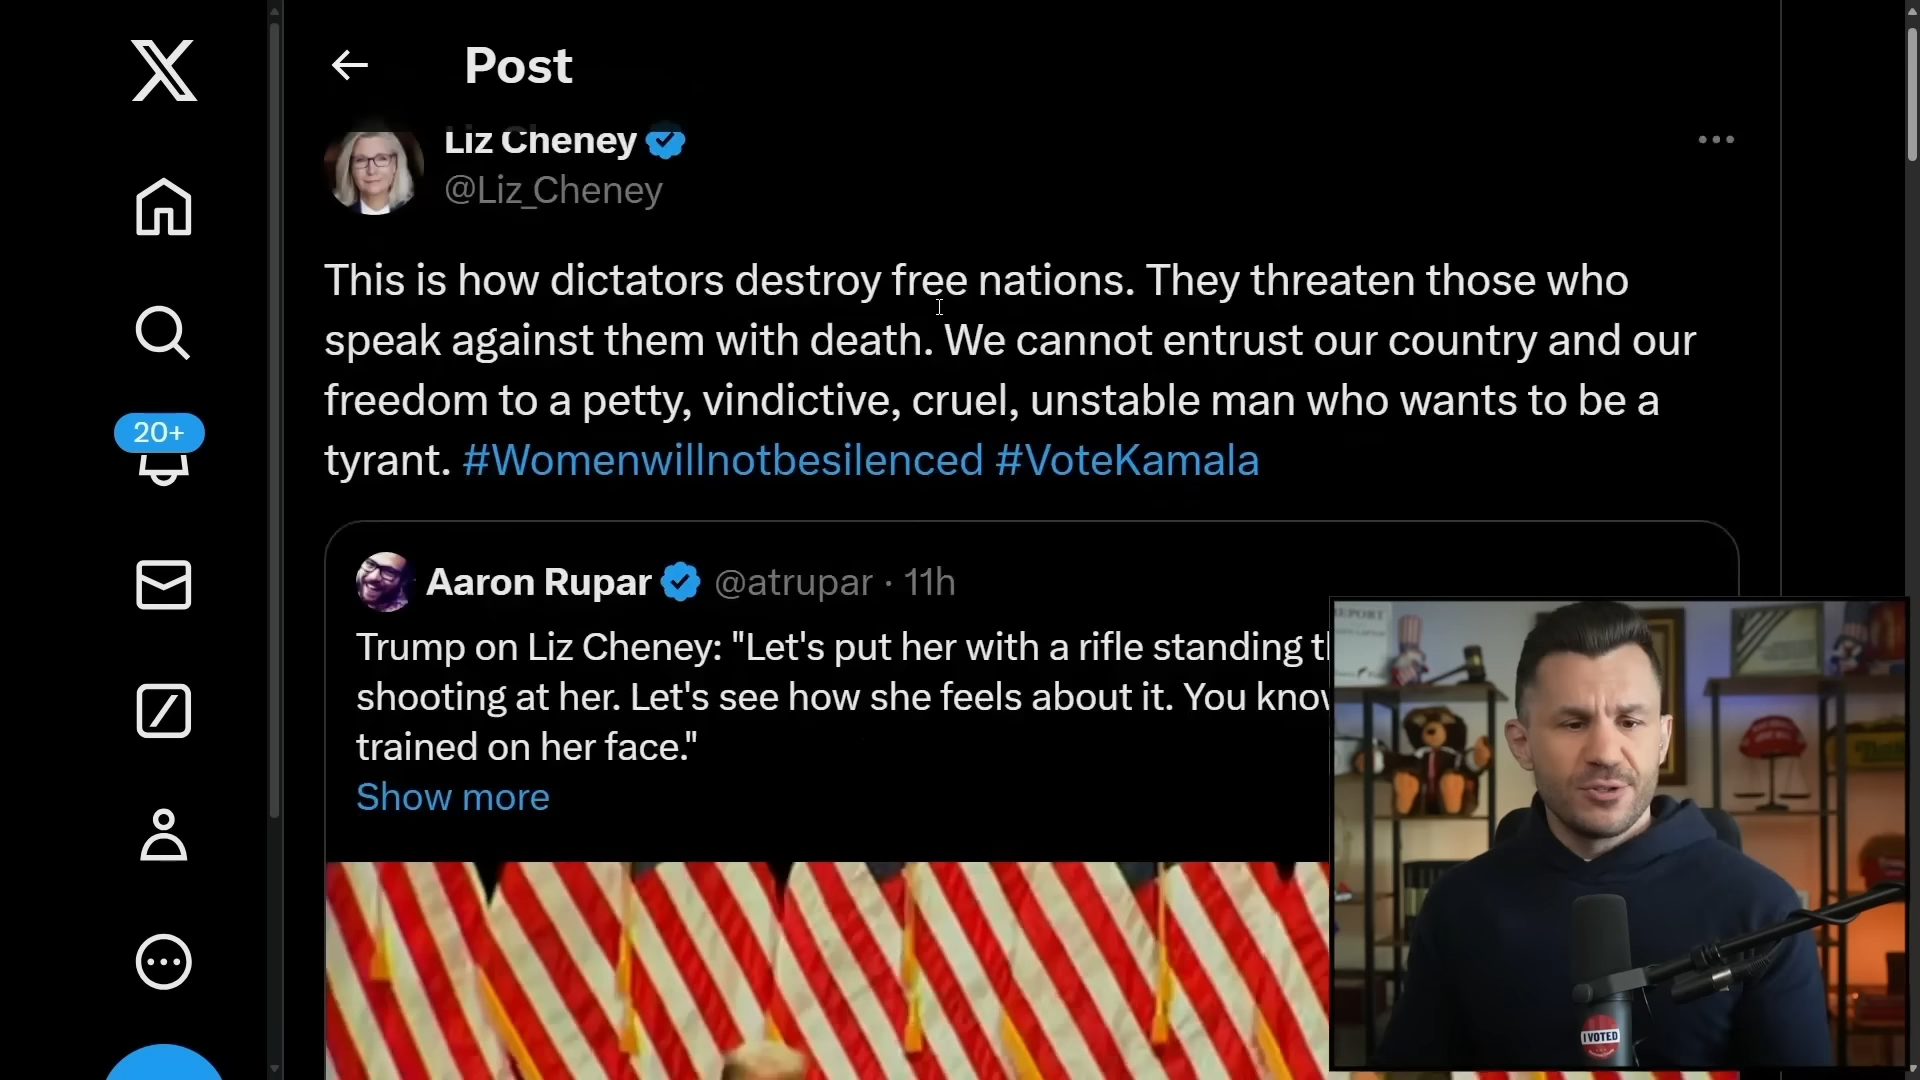 Post
Liz Cheney
@Liz_Cheney
This is how dictators destroy free nations. They threaten those who
speak against them with death. We cannot entrust our country and our
freedom to a petty, vindictive, cruel, unstable man who wants to be a
tyrant. #Womenwillnotbesilenced #VoteKamala
20+
Aaron Rupar @atrupar · 11h
Trump on Liz Cheney: "Let's put her with a rifle standing
shooting at her. Let's see how she feels about it. You know
trained on her face."
Show more
I VOTED